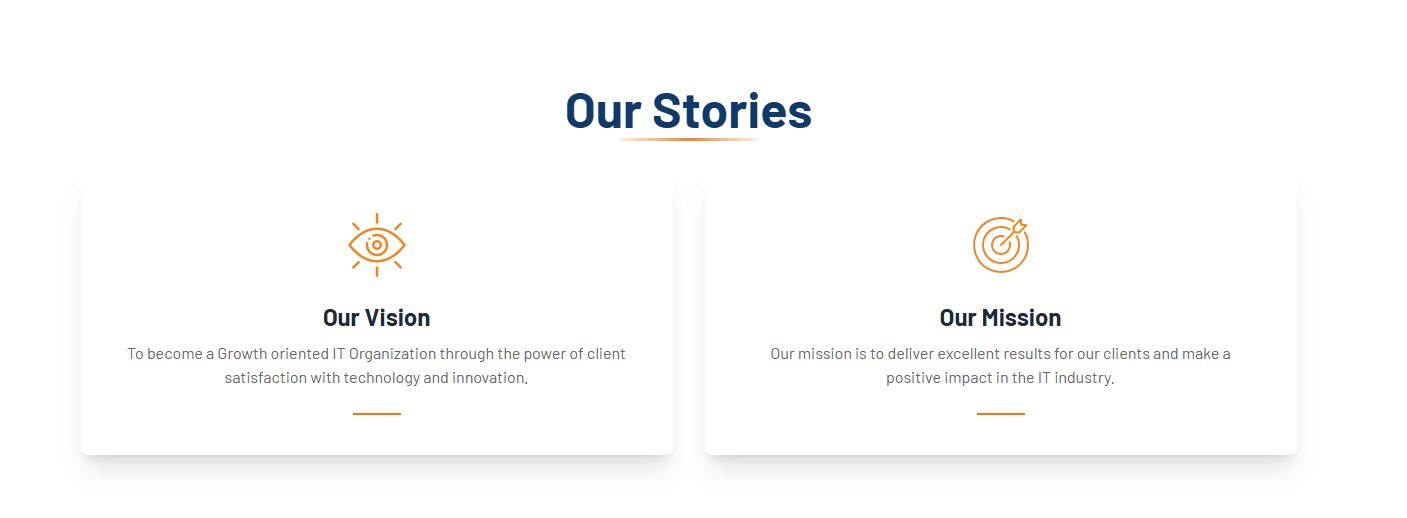 Our Stories
Our Vision
To become a Growth oriented IT Organization through the power of client
satisfaction with technology and innovation.
Our Mission
Our mission is to deliver excellent results for our clients and make a
positive impact in the IT industry.